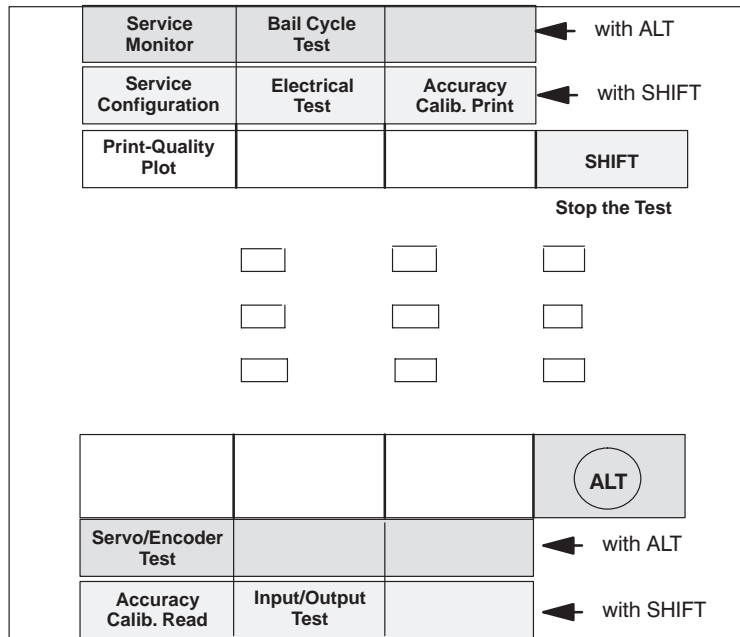 Service Monitor
Bail Cycle Test
with ALT
Service Configuration
Electrical Test
Accuracy Calib. Print
with SHIFT
Print-Quality Plot
SHIFT
Stop the Test
ALT
Servo/Encoder Test
with ALT
Accuracy Calib. Read
Input/Output Test
with SHIFT